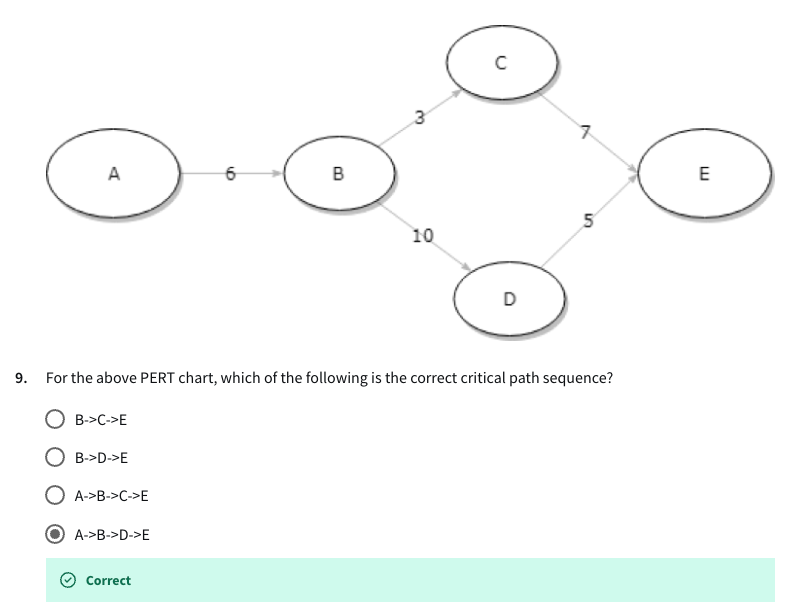 C
3
7
A
6
B
E
5
10
D
9. For the above PERT chart, which of the following is the correct critical path sequence?
B->C->E
B->D->E
A->B->C->E
A->B->D->E
Correct